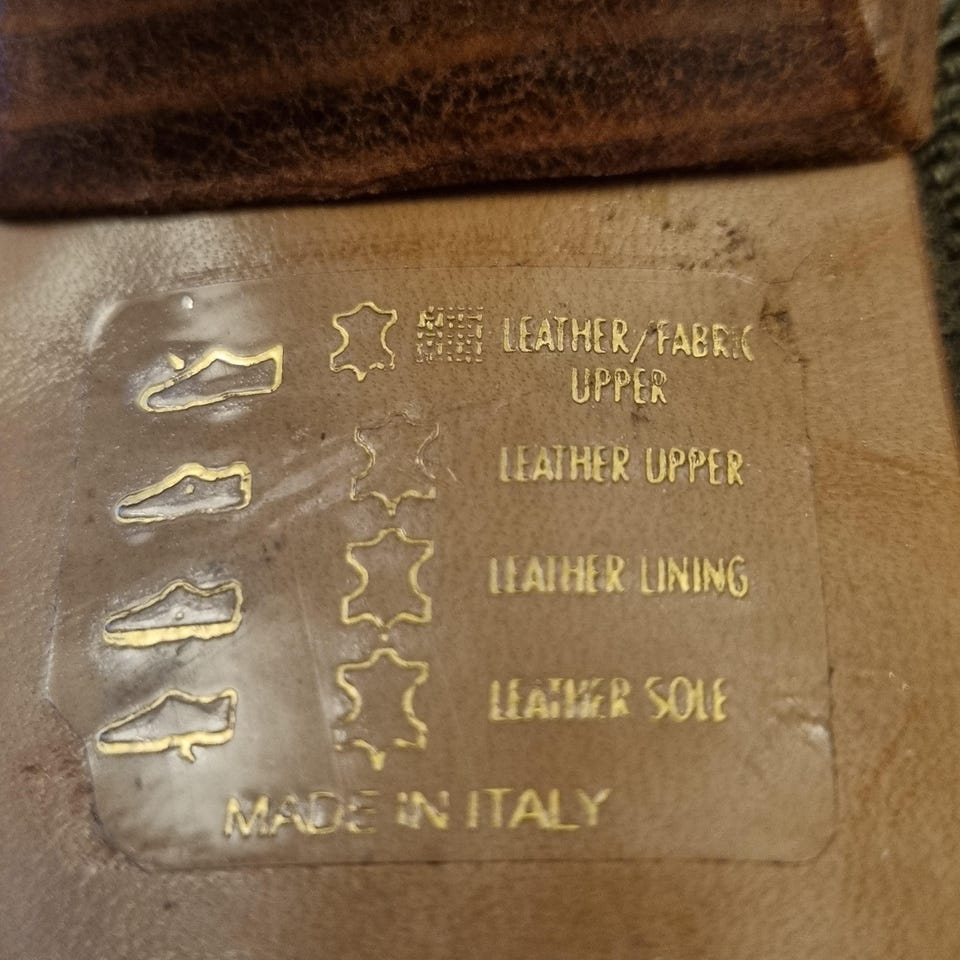 LEATHER/FABRIC
UPPER
LEATHER UPPER
LEATHER LINING
LEATHER SOLE
MADE IN ITALY